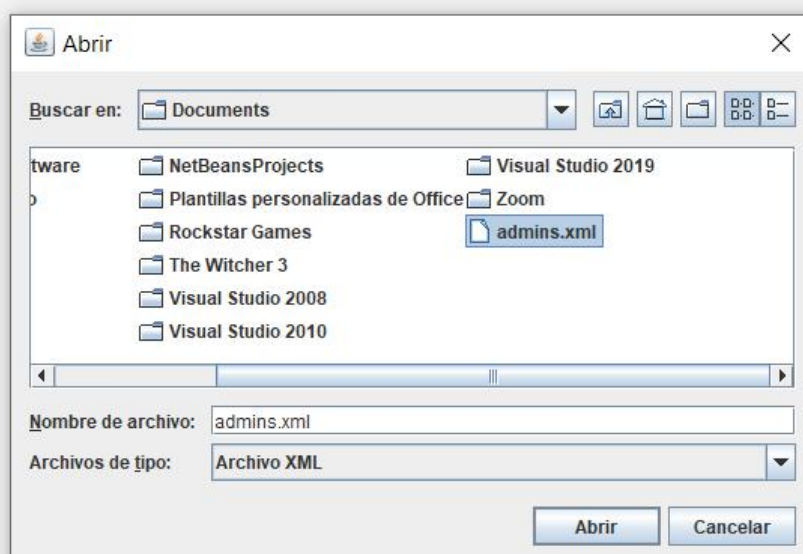 Abrir
Buscar en: Documents
tware NetBeansProjects Visual Studio 2019
Plantillas personalizadas de Office Zoom
Rockstar Games admins.xml
The Witcher 3
Visual Studio 2008
Visual Studio 2010
Nombre de archivo: admins.xml
Archivos de tipo: Archivo XML
Abrir Cancelar